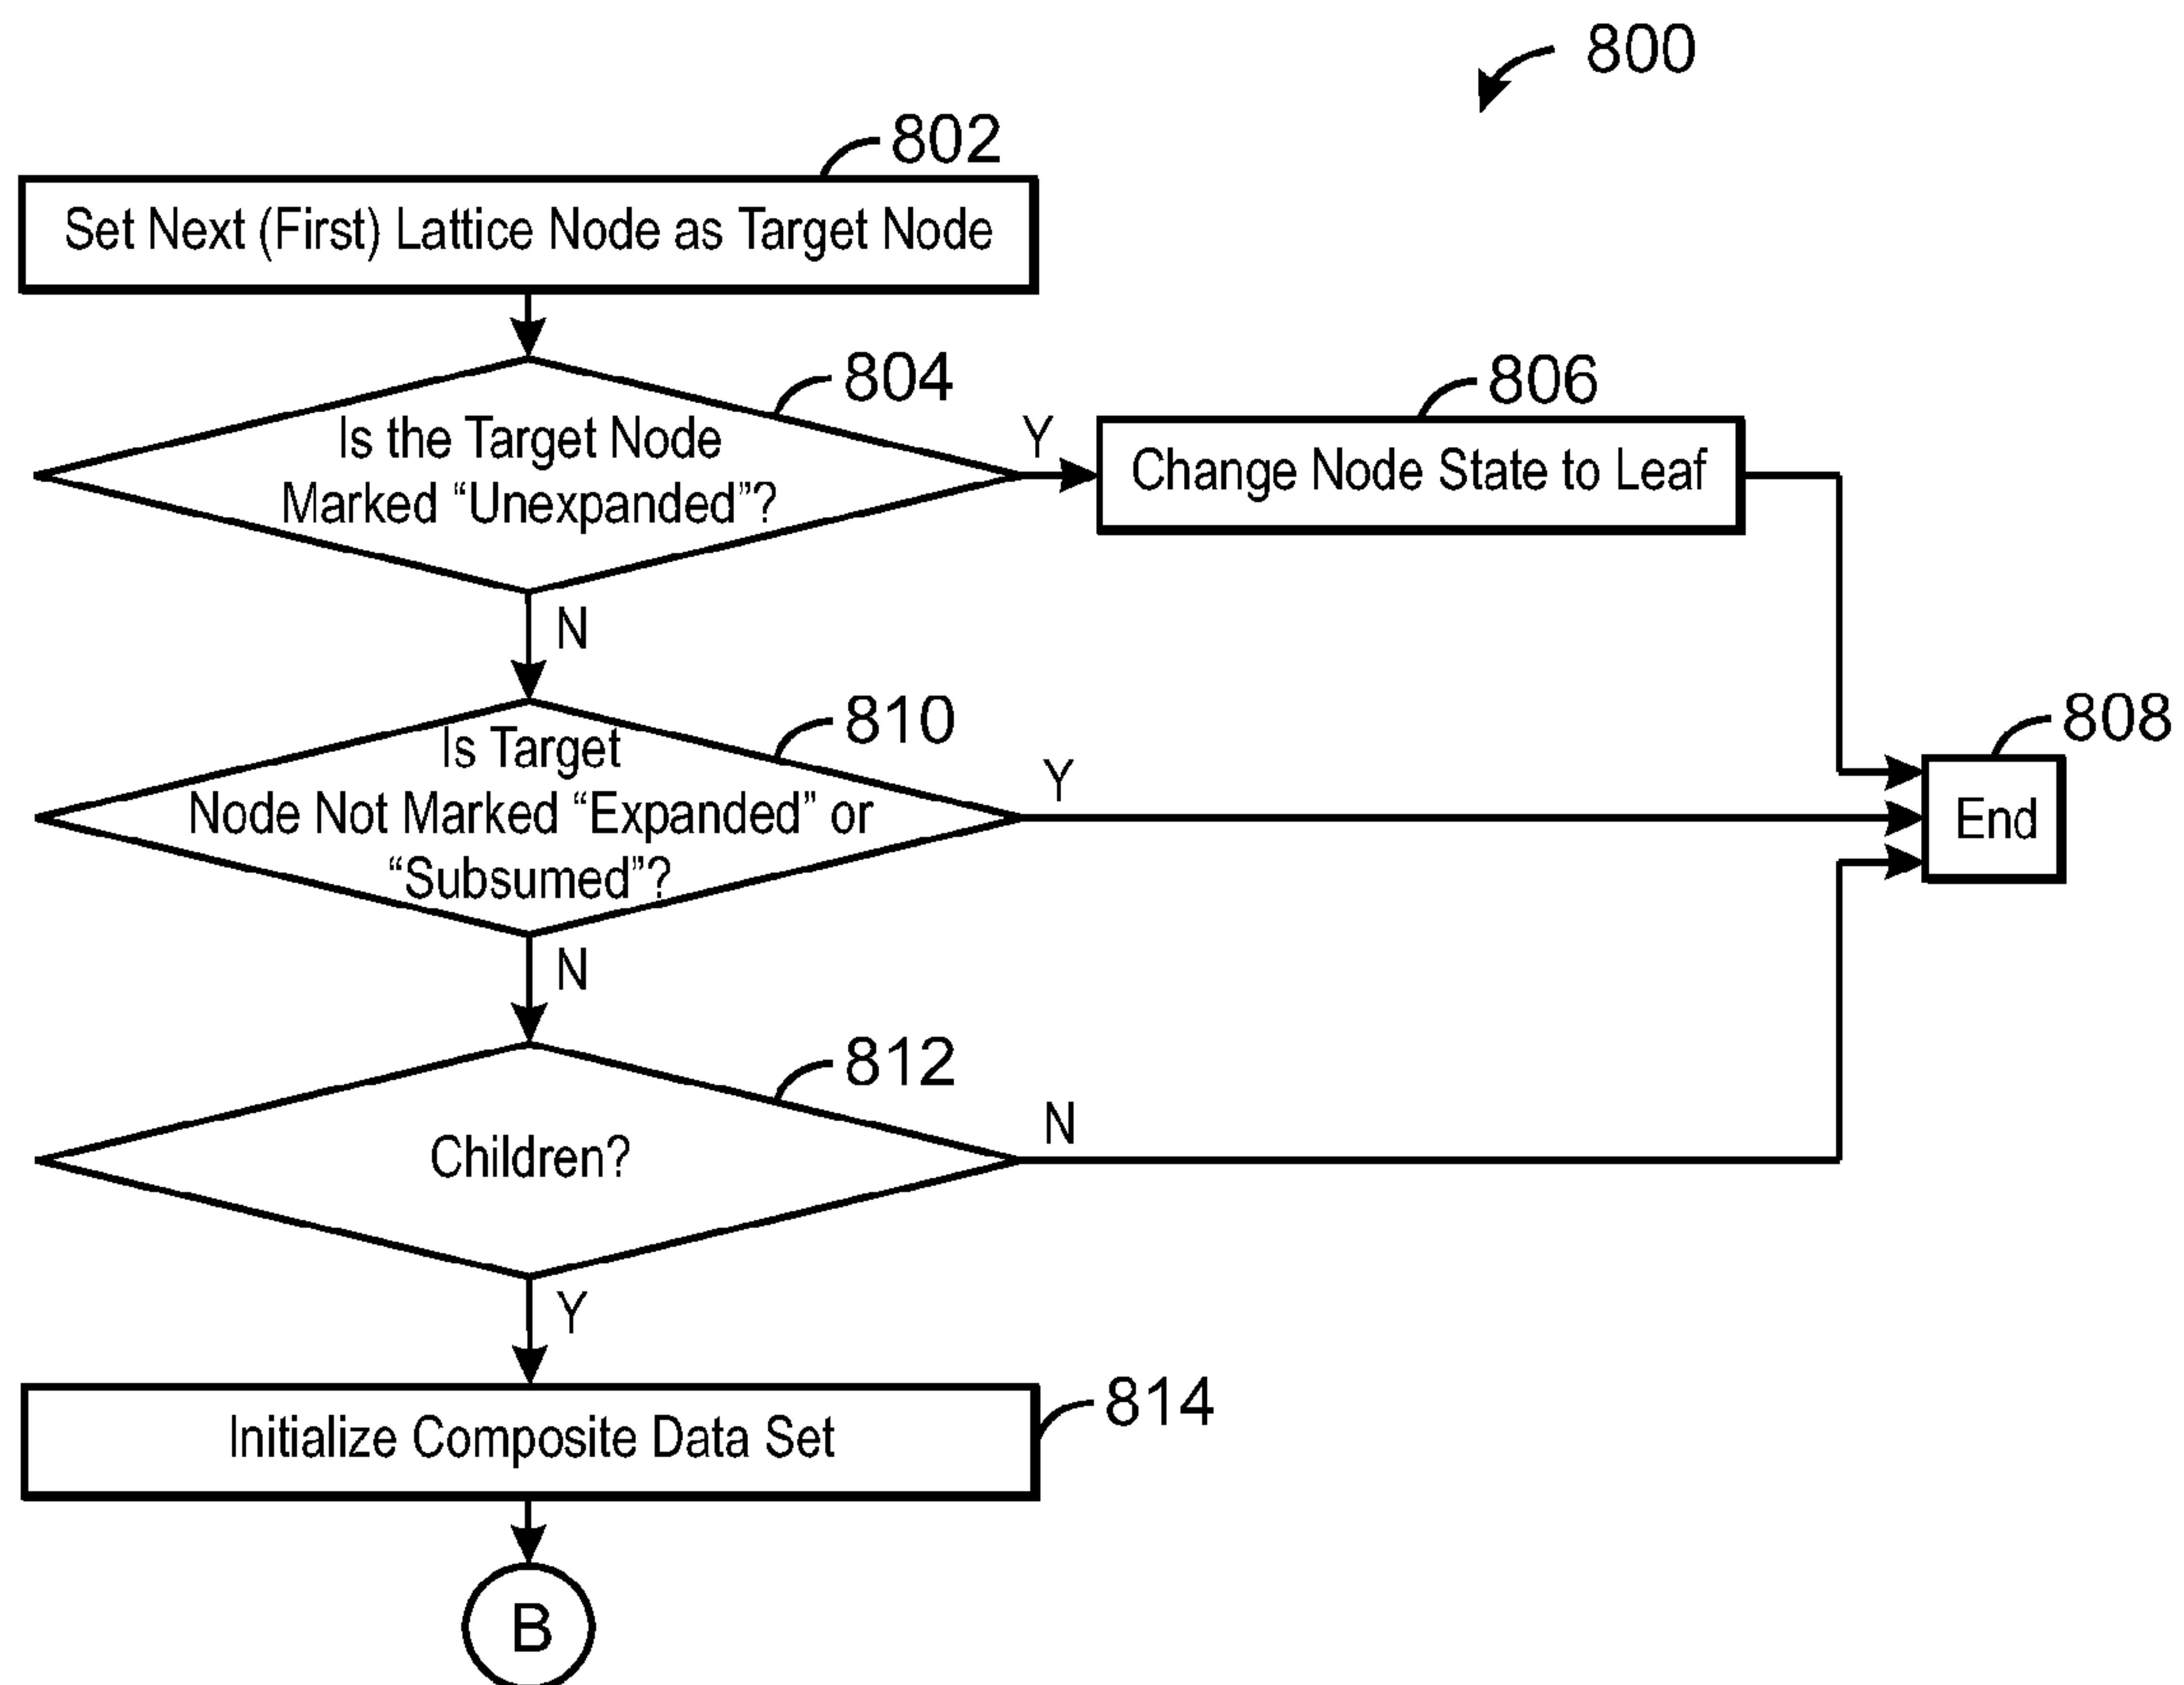 800
802
Set Next (First) Lattice Node as Target Node
804
Is the Target Node
Marked “Unexpanded”?
Y
806
Change Node State to Leaf
N
810
Is Target
Node Not Marked “Expanded” or
“Subsumed”?
Y
808
End
N
812
Children?
N
Y
814
Initialize Composite Data Set
B